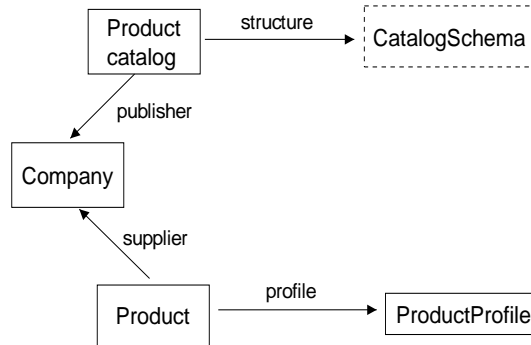 Product
catalog
structure
CatalogSchema
publisher
Company
supplier
Product
profile
ProductProfile